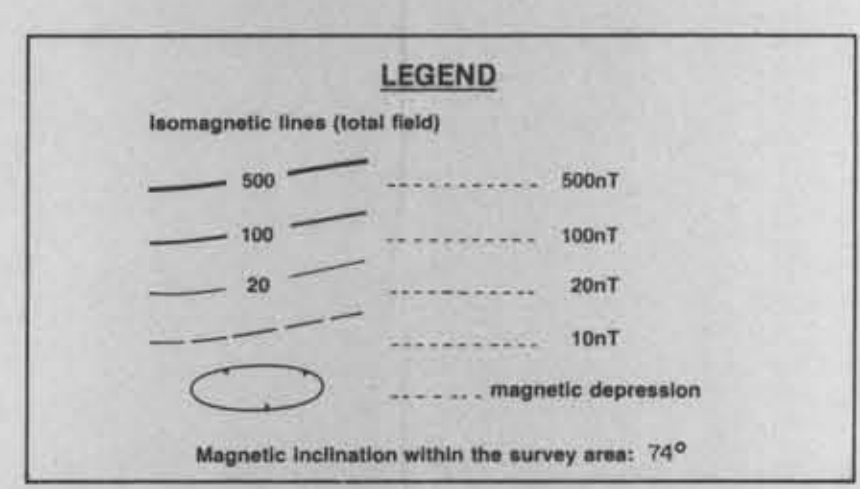 LEGEND
Isomagnetic lines (total field)
500 500nT
100 100nT
20 20nT
10nT
magnetic depression
Magnetic inclination within the survey area: 74°